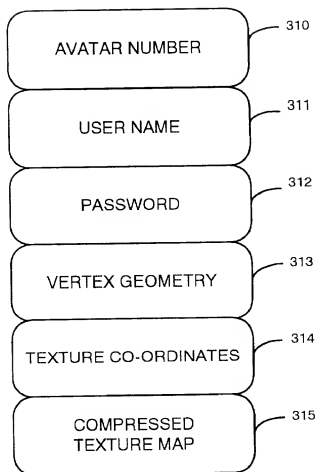 AVATAR NUMBER
310
USER NAME
311
PASSWORD
312
VERTEX GEOMETRY
313
TEXTURE CO-ORDINATES
314
COMPRESSED
TEXTURE MAP
315